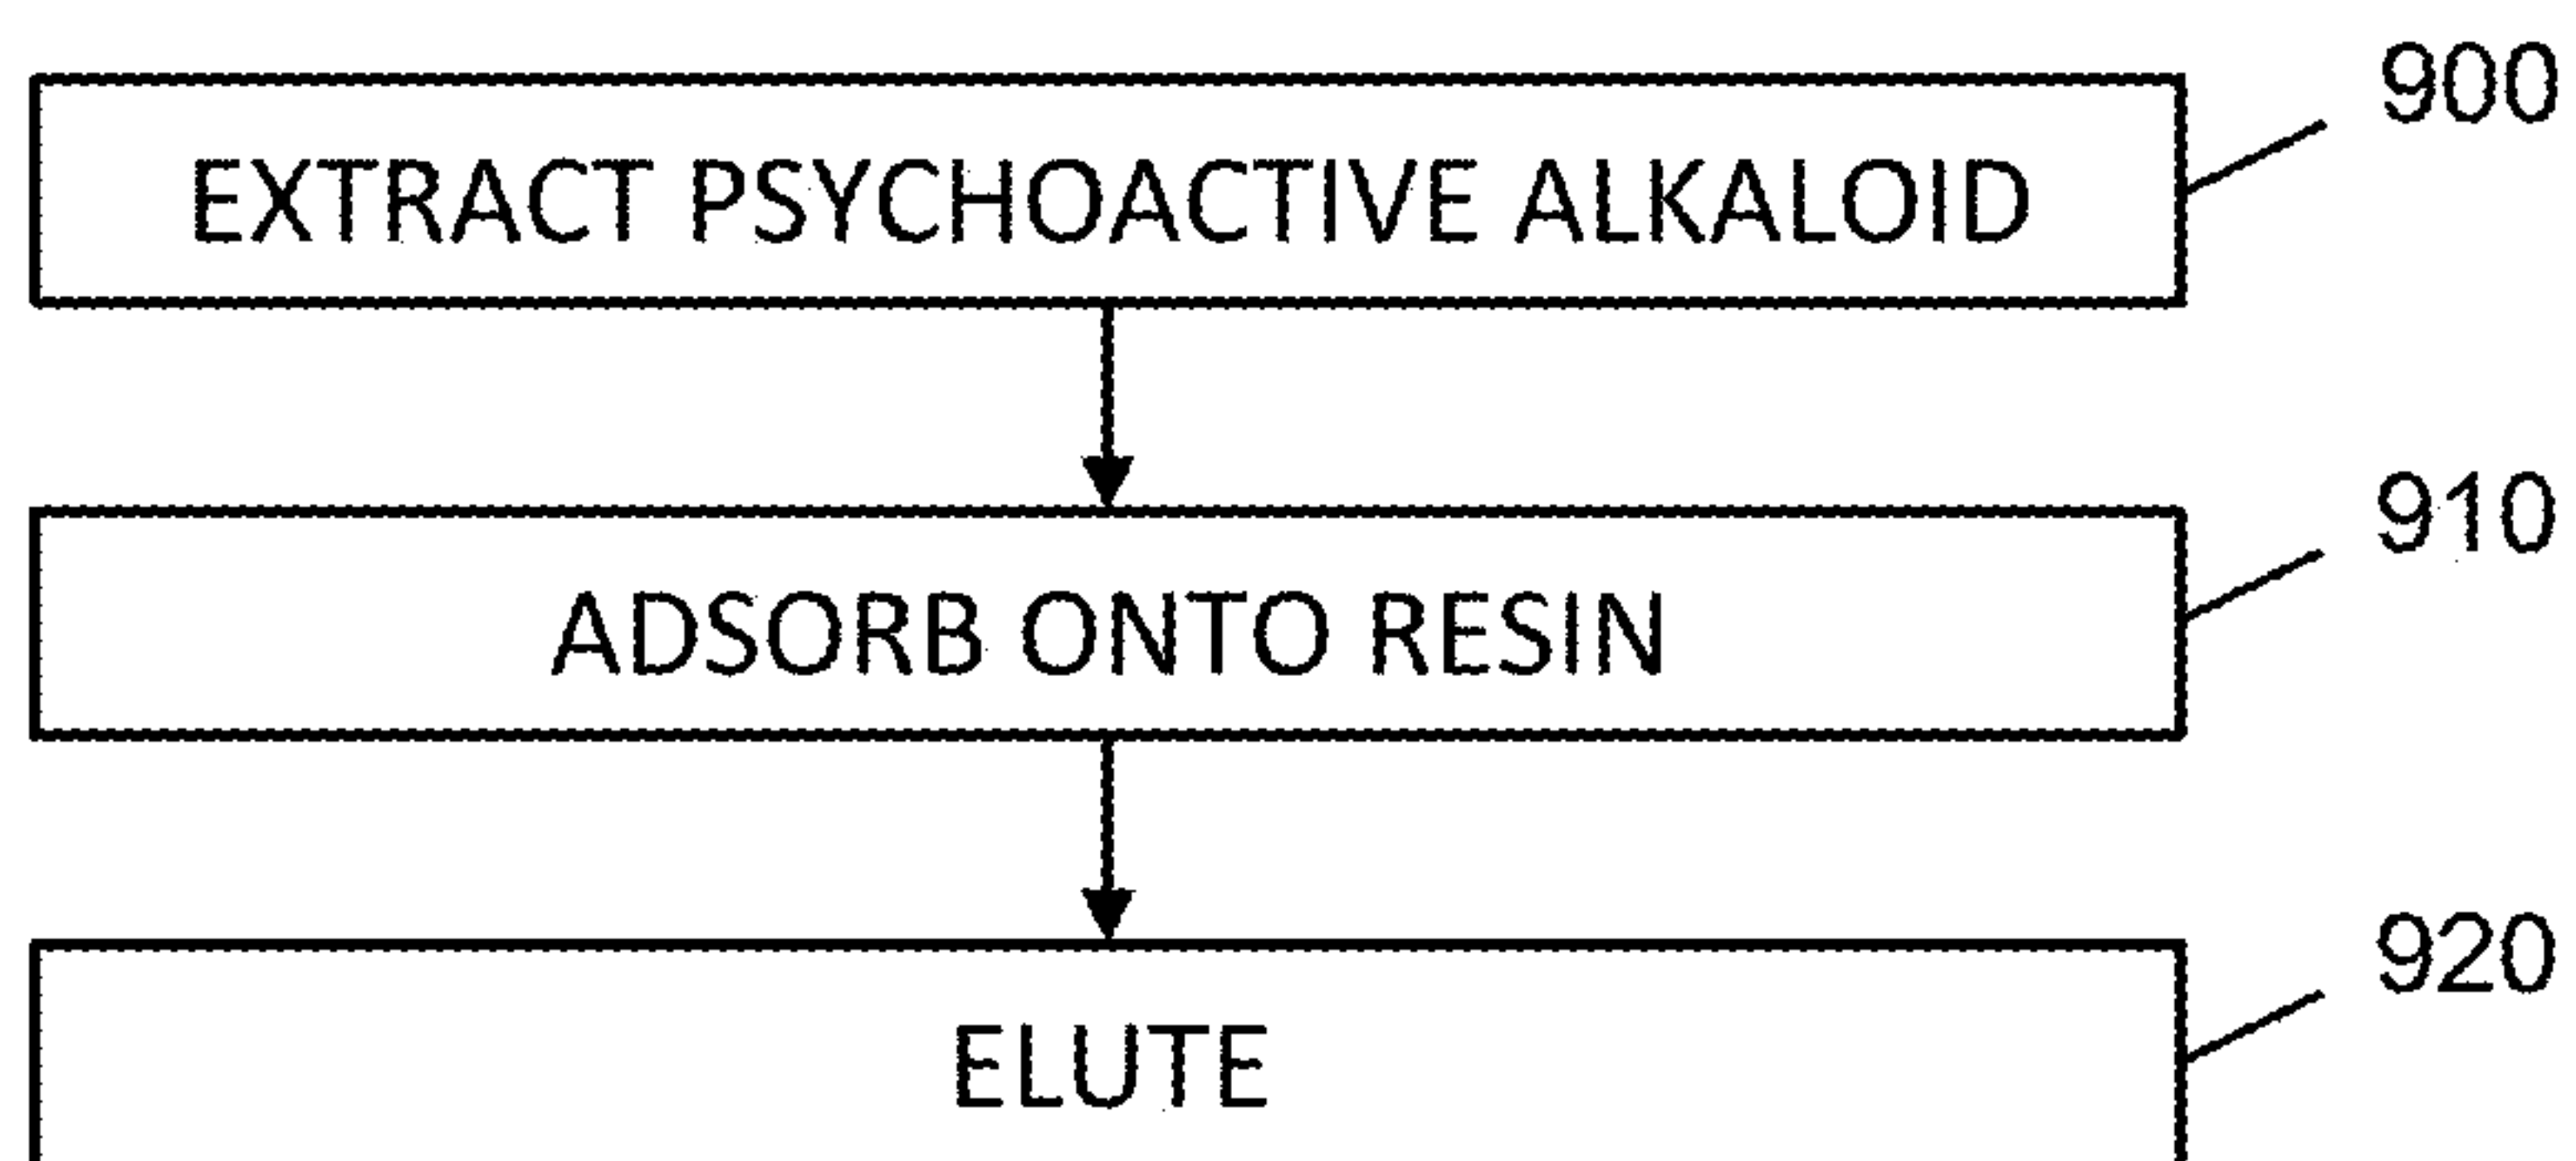 900
EXTRACT PSYCHOACTIVE ALKALOID
910
ADSORB ONTO RESIN
920
ELUTE